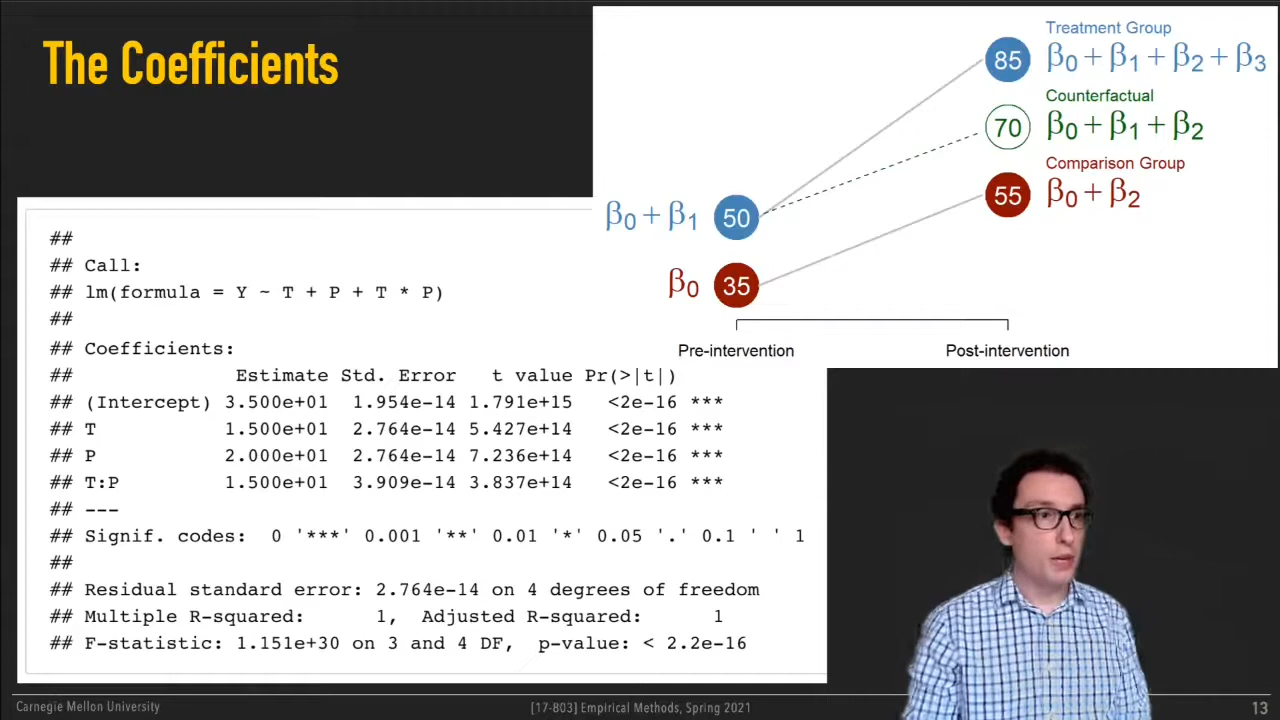 The Coefficients
Treatment Group
85 β0 + β1 + β2 + β3
Counterfactual
70 β0 + β1 + β2
Comparison Group
55 β0 + β2
β0 + β1 50
β0 35
Pre-intervention Post-intervention
##
## Call:
## lm(formula = Y ~ T + P + T * P)
##
## Coefficients:
## Estimate Std. Error t value Pr(>|t|)
## (Intercept) 3.500e+01 1.954e-14 1.791e+15 <2e-16 ***
## T 1.500e+01 2.764e-14 5.427e+14 <2e-16 ***
## P 2.000e+01 2.764e-14 7.236e+14 <2e-16 ***
## T:P 1.500e+01 3.909e-14 3.837e+14 <2e-16 ***
## ---
## Signif. codes: 0 '***' 0.001 '**' 0.01 '*' 0.05 '.' 0.1 ' ' 1
##
## Residual standard error: 2.764e-14 on 4 degrees of freedom
## Multiple R-squared: 1, Adjusted R-squared: 1
## F-statistic: 1.151e+30 on 3 and 4 DF, p-value: < 2.2e-16
Carnegie Mellon University [17-803] Empirical Methods, Spring 2021 13